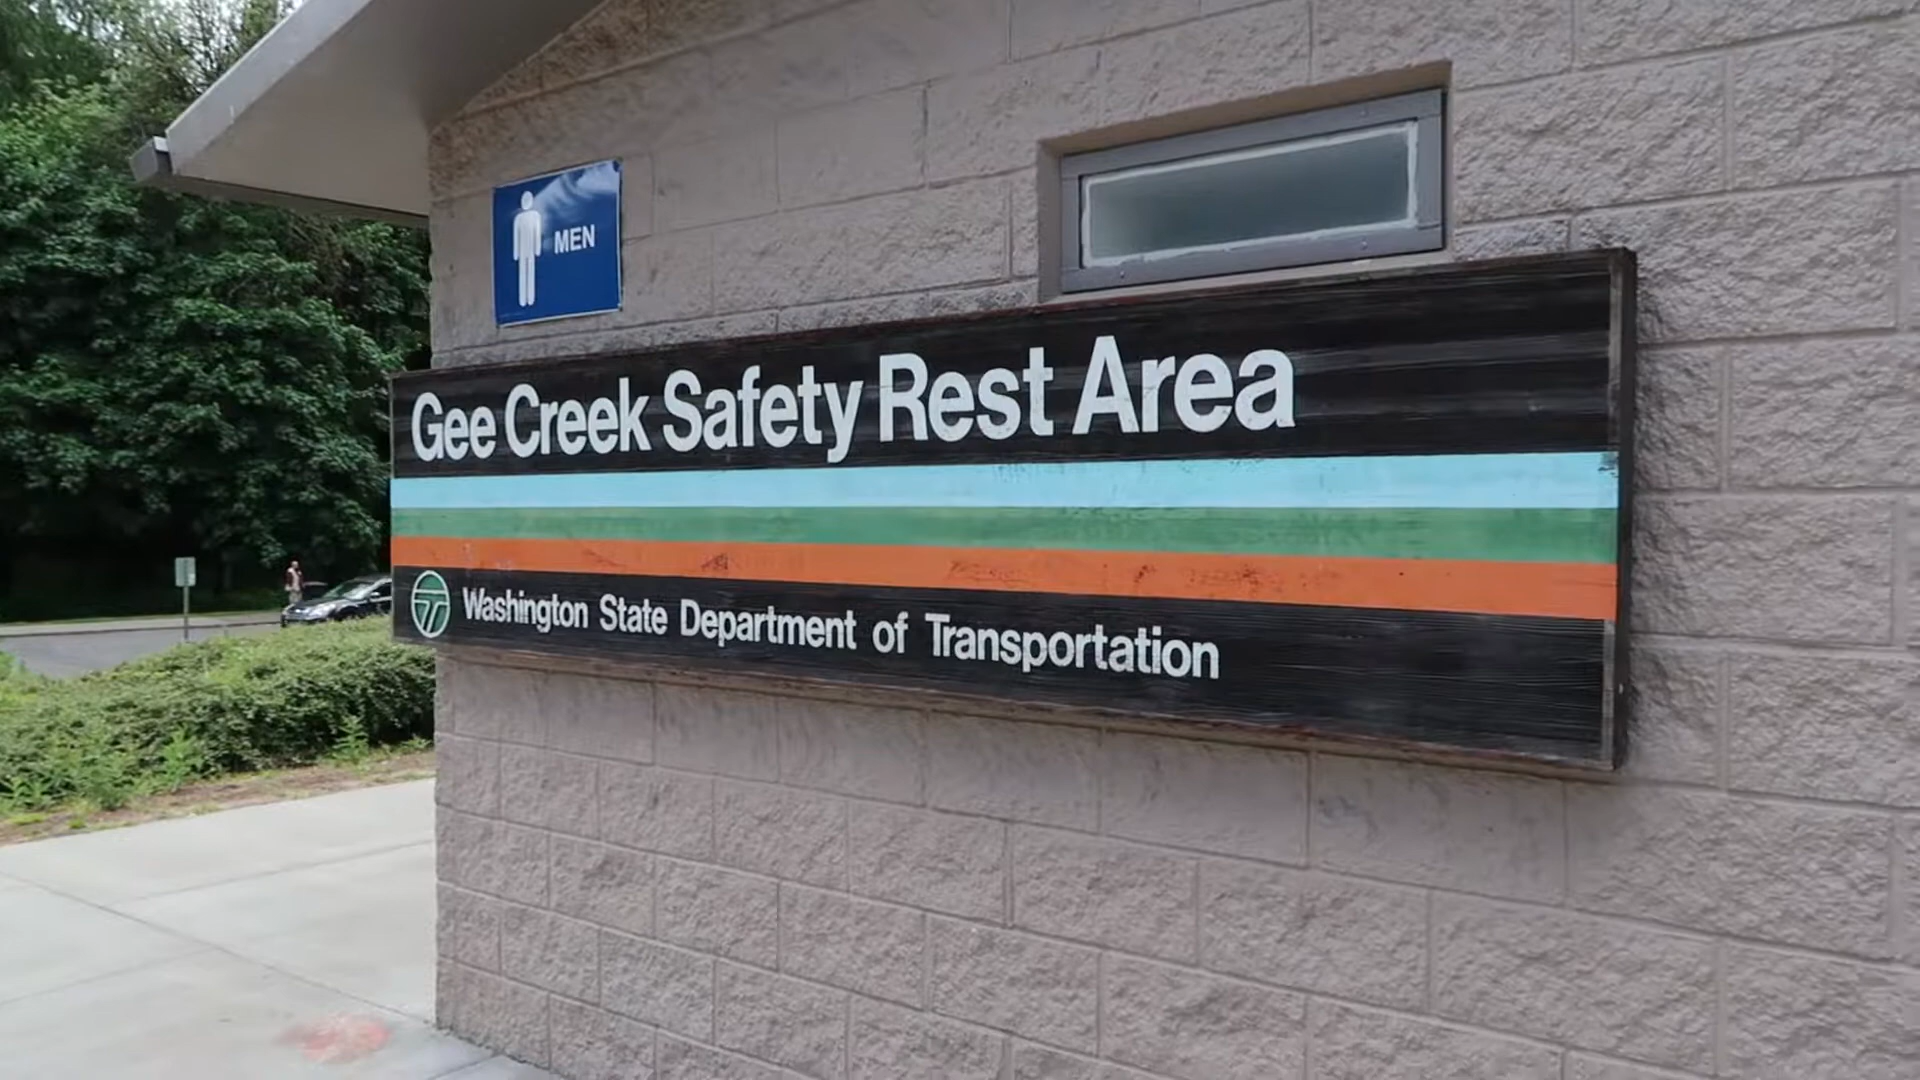 MEN
Gee Creek Safety Rest Area
Washington State Department of Transportation